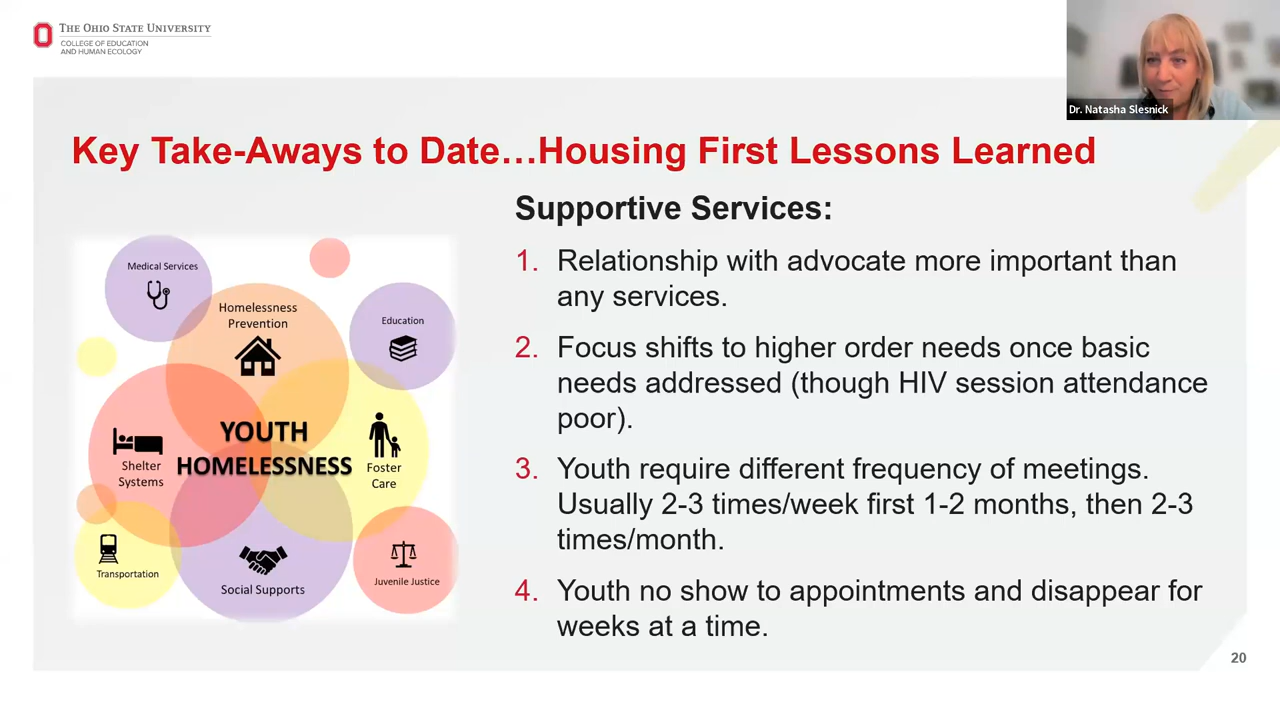 THE OHIO STATE UNIVERSITY
COLLEGE OF EDUCATION
AND HUMAN ECOLOGY
Dr. Natasha Slesnick
Key Take-Aways to Date…Housing First Lessons Learned
Medical Services
Homelessness
Prevention
Education
YOUTH
HOMELESSNESS
Shelter
Systems
Foster
Care
Transportation
Social Supports
Juvenile Justice
Supportive Services:
1. Relationship with advocate more important than
any services.
2. Focus shifts to higher order needs once basic
needs addressed (though HIV session attendance
poor).
3. Youth require different frequency of meetings.
Usually 2-3 times/week first 1-2 months, then 2-3
times/month.
4. Youth no show to appointments and disappear for
weeks at a time.
20